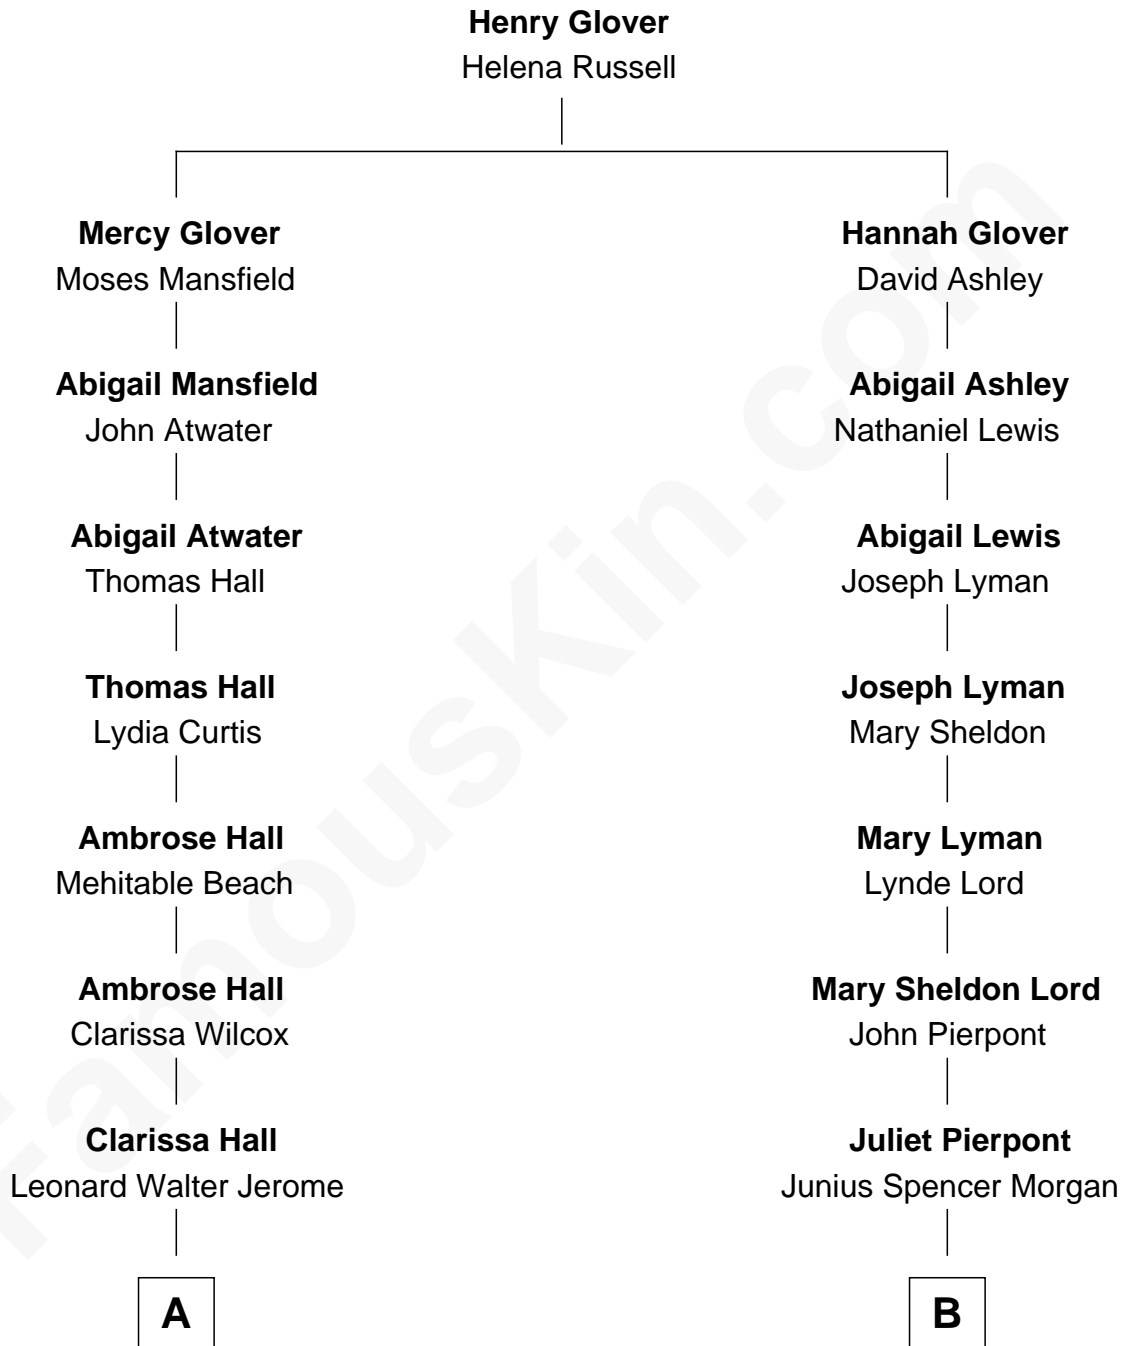 Henry Glover
Helena Russell
Mercy Glover
Moses Mansfield
Hannah Glover
David Ashley
Abigail Mansfield
John Atwater
Abigail Ashley
Nathaniel Lewis
Abigail Atwater
Thomas Hall
Abigail Lewis
Joseph Lyman
Thomas Hall
Lydia Curtis
Joseph Lyman
Mary Sheldon
Ambrose Hall
Mehitable Beach
Mary Lyman
Lynde Lord
Ambrose Hall
Clarissa Wilcox
Mary Sheldon Lord
John Pierpont
Clarissa Hall
Leonard Walter Jerome
Juliet Pierpont
Junius Spencer Morgan
A
B
FamousKin.com